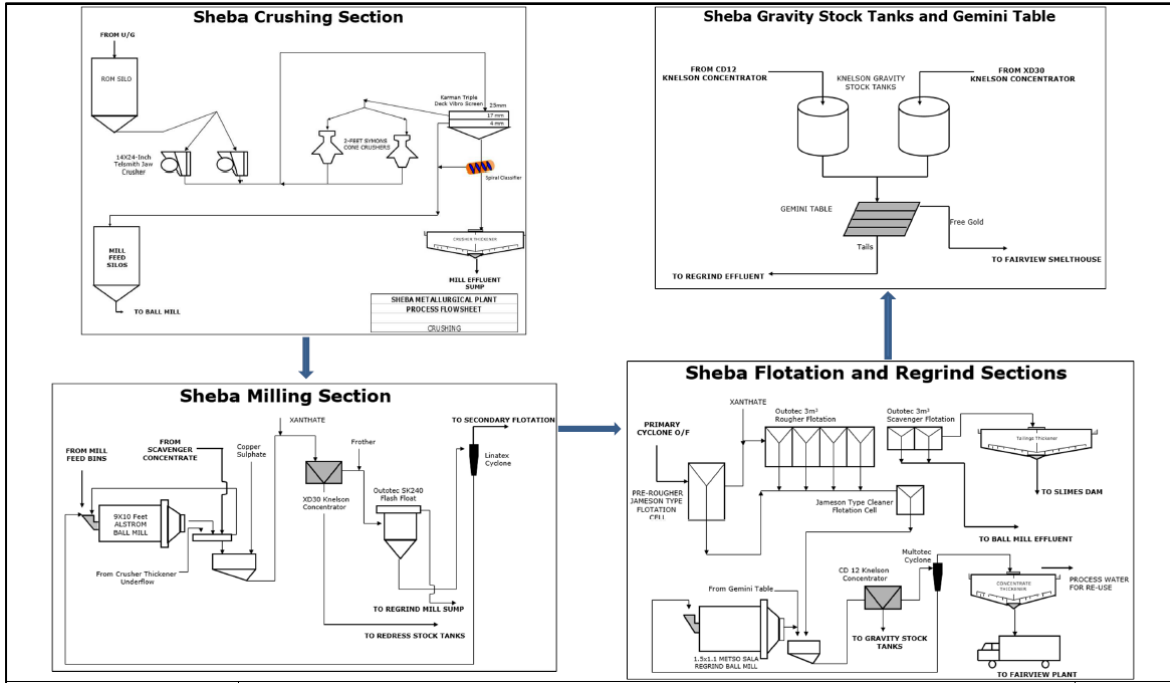 Sheba Crushing Section
FROM U/G
ROM SILO
14X24-Inch
Telsmith Jaw
Crusher
CONE CRUSHERS
Karman Triple
Deck Vibro Screen
25mm
17 mm
4 mm
Spiral Classifier
CRUSHER THICKENER
MILL EFFLUENT
SUMP
MILL
FEED
SILOS
TO BALL MILL
SHEBA METALLURGICAL PLANT
PROCESS FLOWSHEET
CRUSHING
Sheba Gravity Stock Tanks and Gemini Table
FROM CD12
KNELSON CONCENTRATOR
KNELSON GRAVITY
STOCK TANKS
FROM XD30
KNELSON CONCENTRATOR
GEMINI TABLE
Free Gold
Tails
TO FAIRVIEW SMELTHOUSE
TO REGRIND EFFLUENT
Sheba Milling Section
XANTHATE
TO SECONDARY FLOTATION
FROM
SCAVENGER
CONCENTRATE
Copper
Sulphate
Frother
Linatex
Cyclone
FROM MILL
FEED BINS
XD30 Knelson
Concentrator
Outotec SK240
Flash Float
9X10 Feet
ALSTROM
BALL MILL
From Crusher Thickener
Underflow
TO REGRIND MILL SUMP
TO REDRESS STOCK TANKS
Sheba Flotation and Regrind Sections
XANTHATE
PRIMARY
CYCLONE O/F
Outotec 3m³
Rougher Flotation
Outotec 3m³
Scavenger Flotation
Tailings Thickener
PRE-ROUGHER
JAMESON TYPE
FLOTATION
CELL
Jameson Type Cleaner
Flotation Cell
TO SLIMES DAM
TO BALL MILL EFFLUENT
Multotec
Cyclone
CD 12 Knelson
Concentrator
From Gemini Table
CONCENTRATE
THICKENER
PROCESS WATER
FOR RE-USE
TO GRAVITY STOCK
TANKS
1.5x1.1 METSO SALA
REGRIND BALL MILL
TO FAIRVIEW PLANT